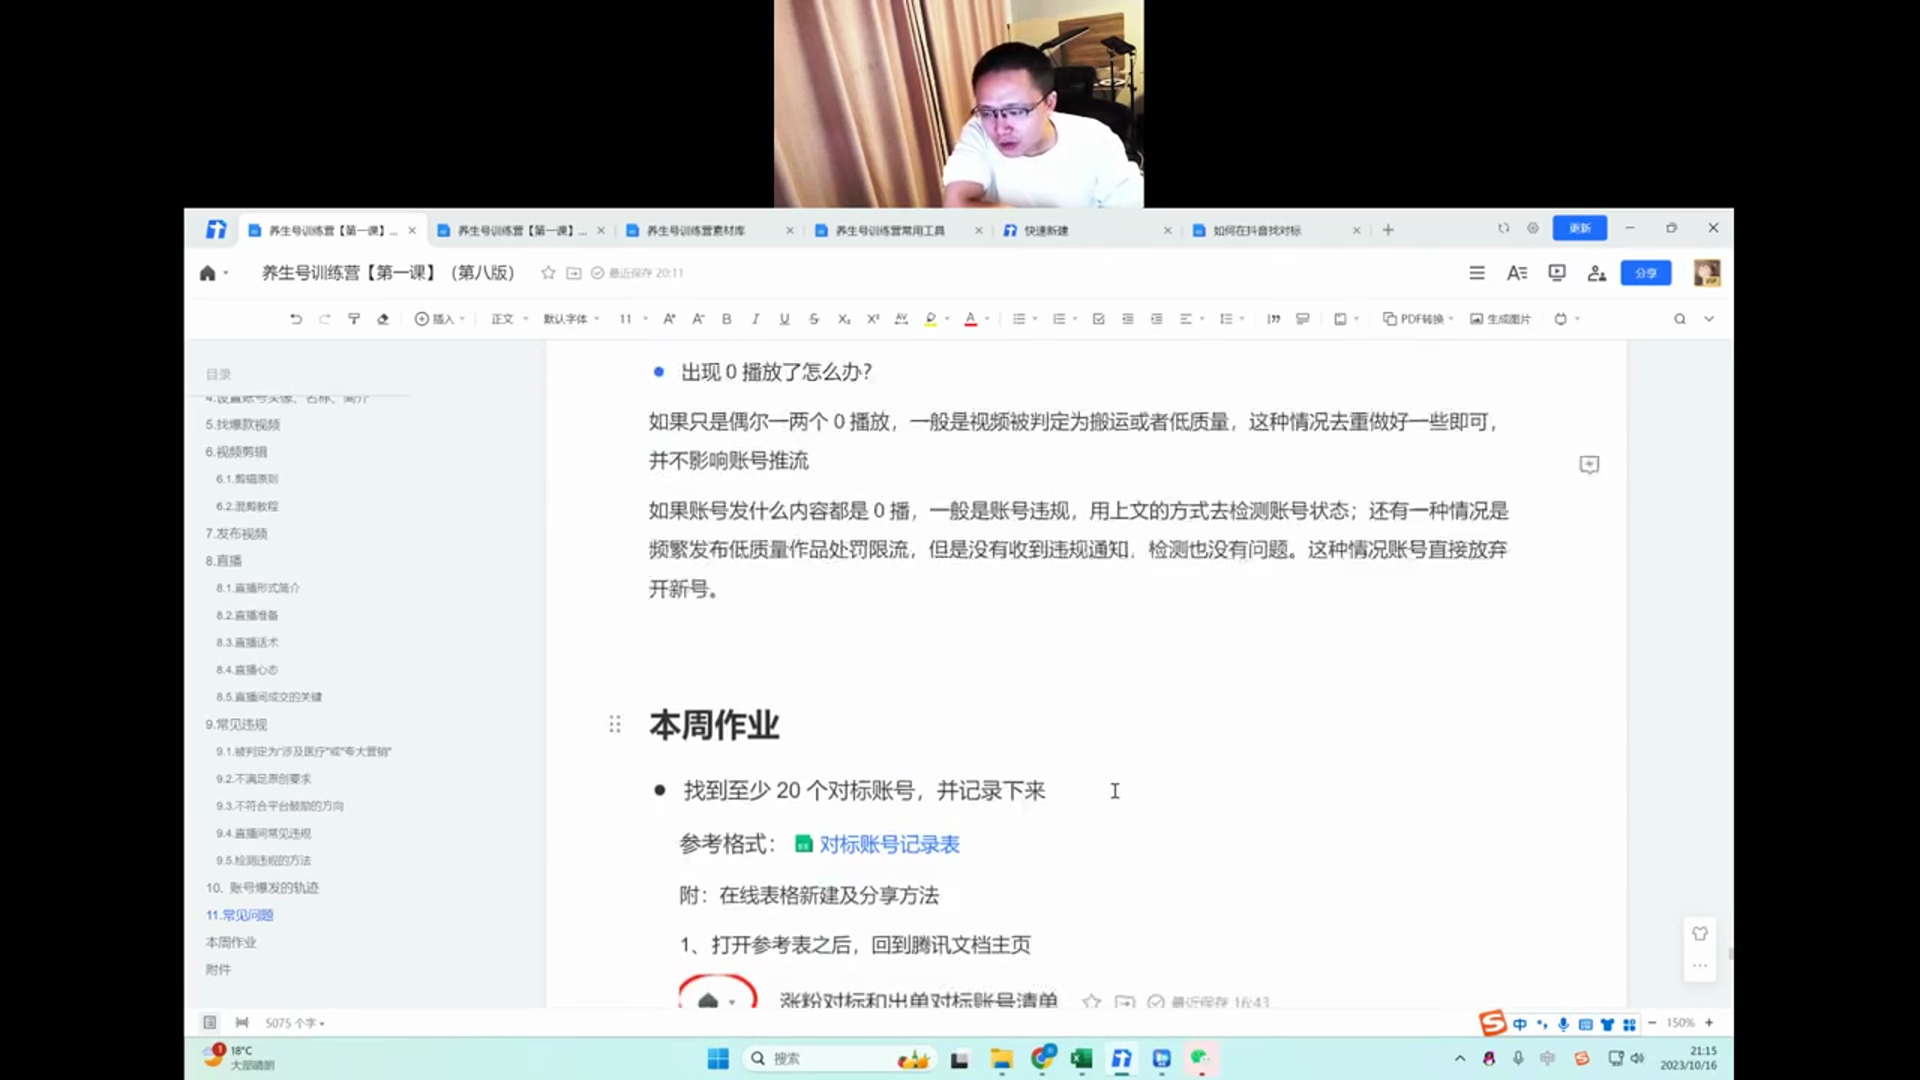 养生号训练营【第一课】...
养生号训练营【第一课】...
养生号训练营素材库
养生号训练营常用工具
快速新建
如何在抖音找对标
更新
养生号训练营【第一课】（第八版）
最近保存 20:11
分享
插入
正文
默认字体
11
PDF转换
生成图片
目录
4.设置账号头像、名称、简介
5.找爆款视频
6.视频剪辑
6.1.剪辑原则
6.2.混剪教程
7.发布视频
8.直播
8.1.直播形式简介
8.2.直播准备
8.3.直播话术
8.4.直播心态
8.5.直播间成交的关键
9.常见违规
9.1.被判定为“涉及医疗”或“夸大营销”
9.2.不满足原创要求
9.3.不符合平台鼓励的方向
9.4.直播间常见违规
9.5.检测违规的方法
10. 账号爆发的轨迹
11.常见问题
本周作业
附件
出现 0 播放了怎么办？
如果只是偶尔一两个 0 播放，一般是视频被判定为搬运或者低质量，这种情况去重做好一些即可，
并不影响账号推流
如果账号发什么内容都是 0 播，一般是账号违规，用上文的方式去检测账号状态；还有一种情况是
频繁发布低质量作品处罚限流，但是没有收到违规通知，检测也没有问题。这种情况账号直接放弃
开新号。
本周作业
找到至少 20 个对标账号，并记录下来
参考格式： 对标账号记录表
附：在线表格新建及分享方法
1、打开参考表之后，回到腾讯文档主页
涨粉对标和出单对标账号清单
最近保存 16:43
5075 个字
中
150%
18°C
大部晴朗
搜索
21:15
2023/10/16